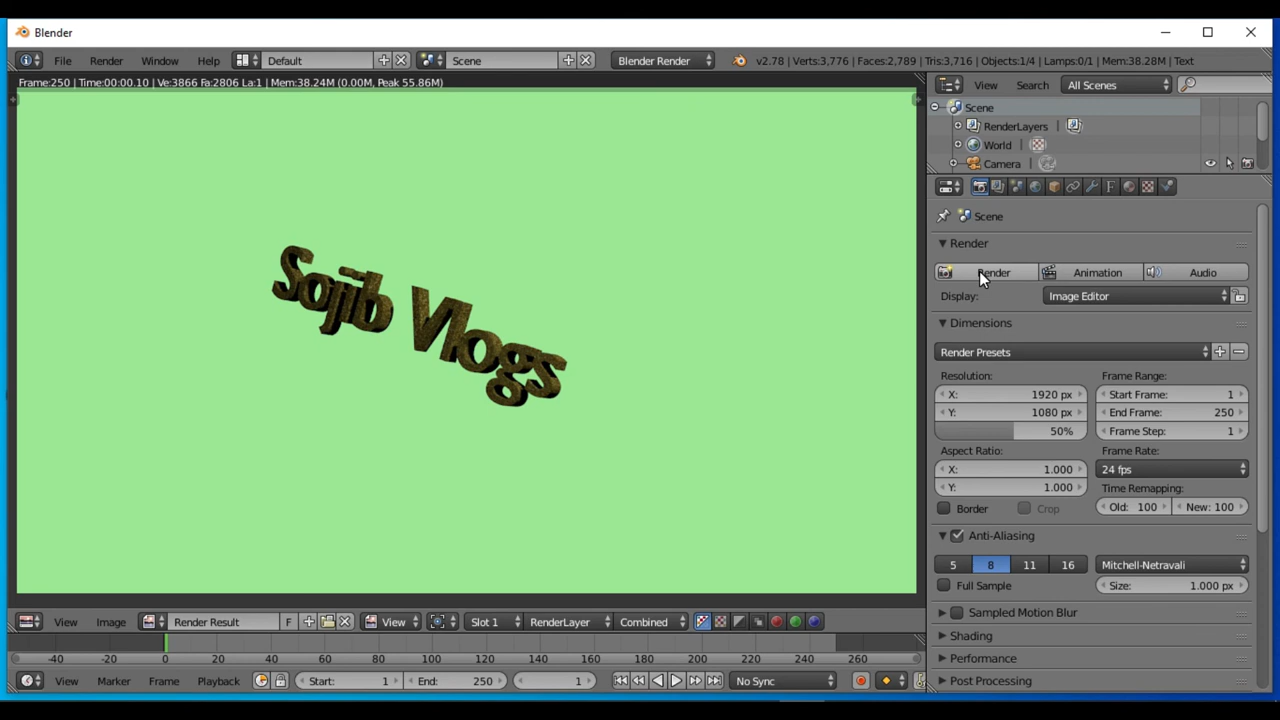 Blender
File Render Window Help Default Scene Blender Render v2.78 | Verts:3,776 | Faces:2,789 | Tris:3,716 | Objects:1/4 | Lamps:0/1 | Mem:38.28M | Text
Frame:250 | Time:00:00.10 | Ve:3866 Fa:2806 La:1 | Mem:38.24M (0.00M, Peak 55.86M)
View Search All Scenes
Scene
RenderLayers
World
Camera
Scene
Render
Render Animation Audio
Display: Image Editor
Dimensions
Render Presets
Resolution: Frame Range:
X: 1920 px Start Frame: 1
Y: 1080 px End Frame: 250
50% Frame Step: 1
Aspect Ratio: Frame Rate:
X: 1.000 24 fps
Y: 1.000 Time Remapping:
Border Crop Old: 100 New: 100
Anti-Aliasing
5 8 11 16 Mitchell-Netravali
Full Sample Size: 1.000 px
Sampled Motion Blur
Shading
Performance
Post Processing
Sojib Vlogs
View Image Render Result F View Slot 1 RenderLayer Combined
-40 -20 0 20 40 60 80 100 120 140 160 180 200 220 240 260
View Marker Frame Playback Start: 1 End: 250 1 No Sync